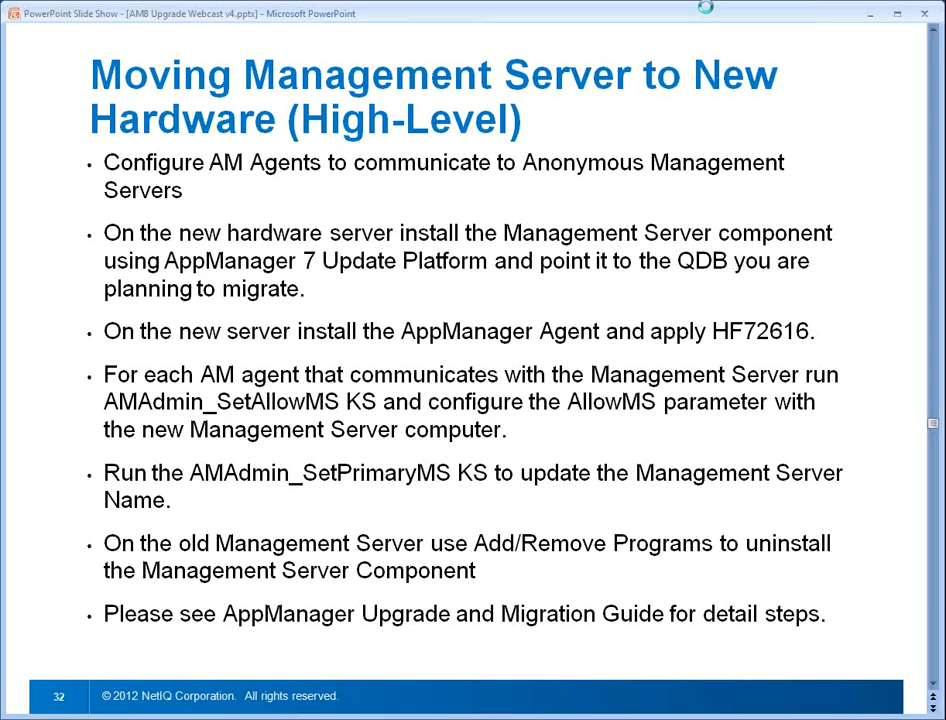 PowerPoint Slide Show - [AM8 Upgrade Webcast v4.pptx] - Microsoft PowerPoint
Moving Management Server to New
Hardware (High-Level)
• Configure AM Agents to communicate to Anonymous Management
Servers
• On the new hardware server install the Management Server component
using AppManager 7 Update Platform and point it to the QDB you are
planning to migrate.
• On the new server install the AppManager Agent and apply HF72616.
• For each AM agent that communicates with the Management Server run
AMAdmin_SetAllowMS KS and configure the AllowMS parameter with
the new Management Server computer.
• Run the AMAdmin_SetPrimaryMS KS to update the Management Server
Name.
• On the old Management Server use Add/Remove Programs to uninstall
the Management Server Component
• Please see AppManager Upgrade and Migration Guide for detail steps.
32 © 2012 NetIQ Corporation. All rights reserved.